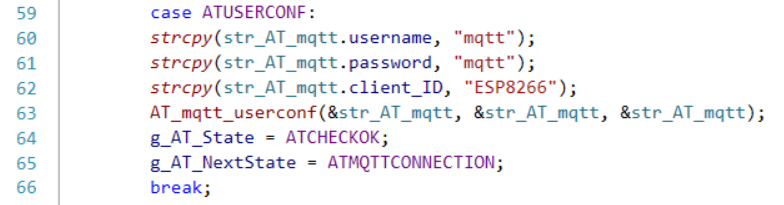 59 case ATUSERCONF:
60 strcpy(str_AT_mqtt.username, "mqtt");
61 strcpy(str_AT_mqtt.password, "mqtt");
62 strcpy(str_AT_mqtt.client_ID, "ESP8266");
63 AT_mqtt_userconf(&str_AT_mqtt, &str_AT_mqtt, &str_AT_mqtt);
64 g_AT_State = ATCHECKOK;
65 g_AT_NextState = ATMQTTCONNECTION;
66 break;